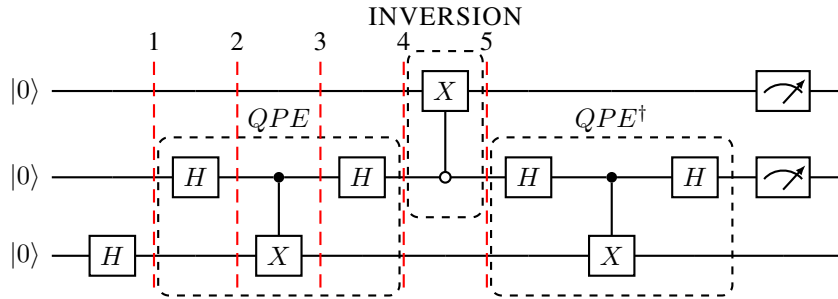 INVERSION
1 2 3 4 5
|0⟩ X
QPE QPE†
|0⟩ H H H H
|0⟩ H X X